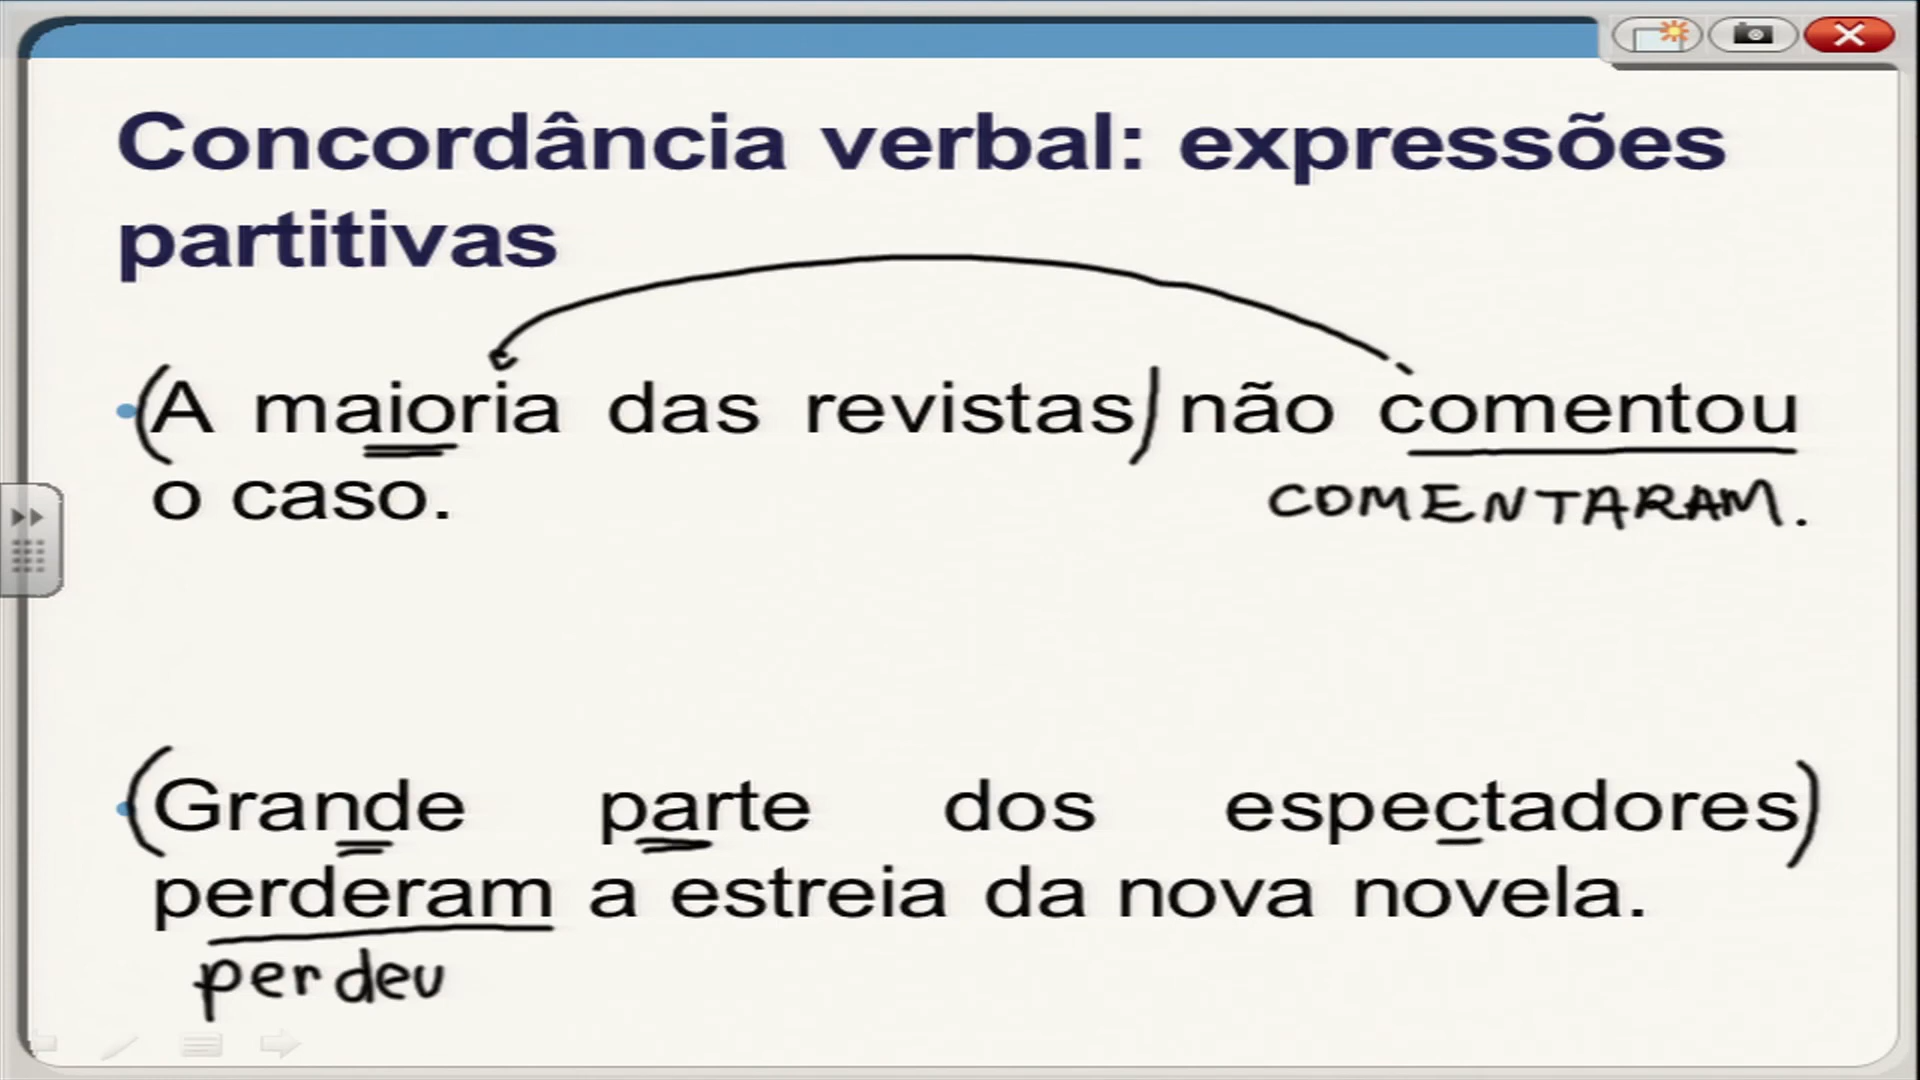 Concordância verbal: expressões
partitivas
(A maioria das revistas) não comentou
o caso.
COMENTARAM.
(Grande parte dos espectadores)
perderam a estreia da nova novela.
perdeu